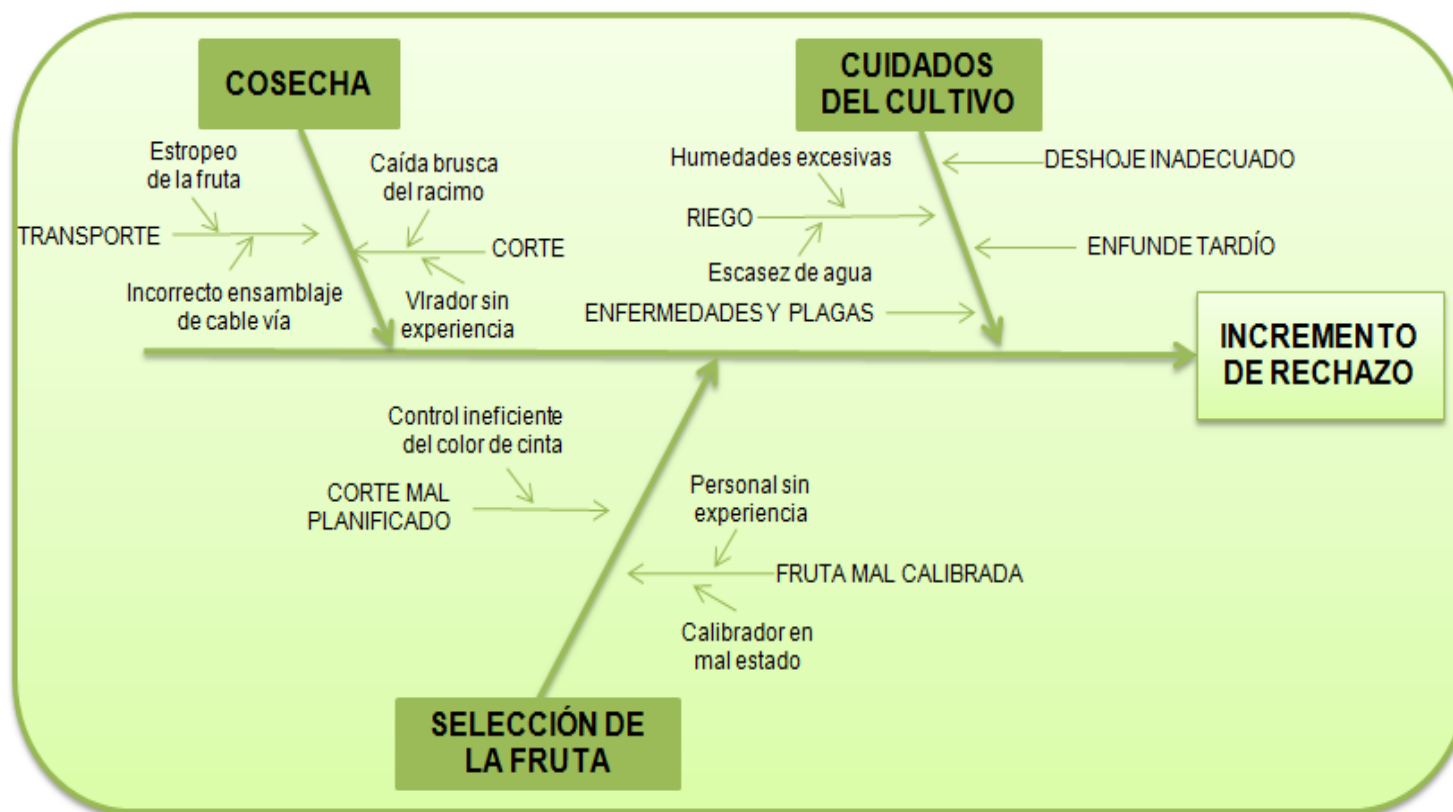 COSECHA
CUIDADOS
DEL CULTIVO
Estropeo
de la fruta
Caída brusca
del racimo
TRANSPORTE
CORTE
Incorrecto ensamblaje
de cable vía
VIrador sin
experiencia
Humedades excesivas
DESHOJE INADECUADO
RIEGO
ENFUNDE TARDÍO
Escasez de agua
ENFERMEDADES Y PLAGAS
INCREMENTO
DE RECHAZO
Control ineficiente
del color de cinta
CORTE MAL
PLANIFICADO
Personal sin
experiencia
FRUTA MAL CALIBRADA
Calibrador en
mal estado
SELECCIÓN DE
LA FRUTA